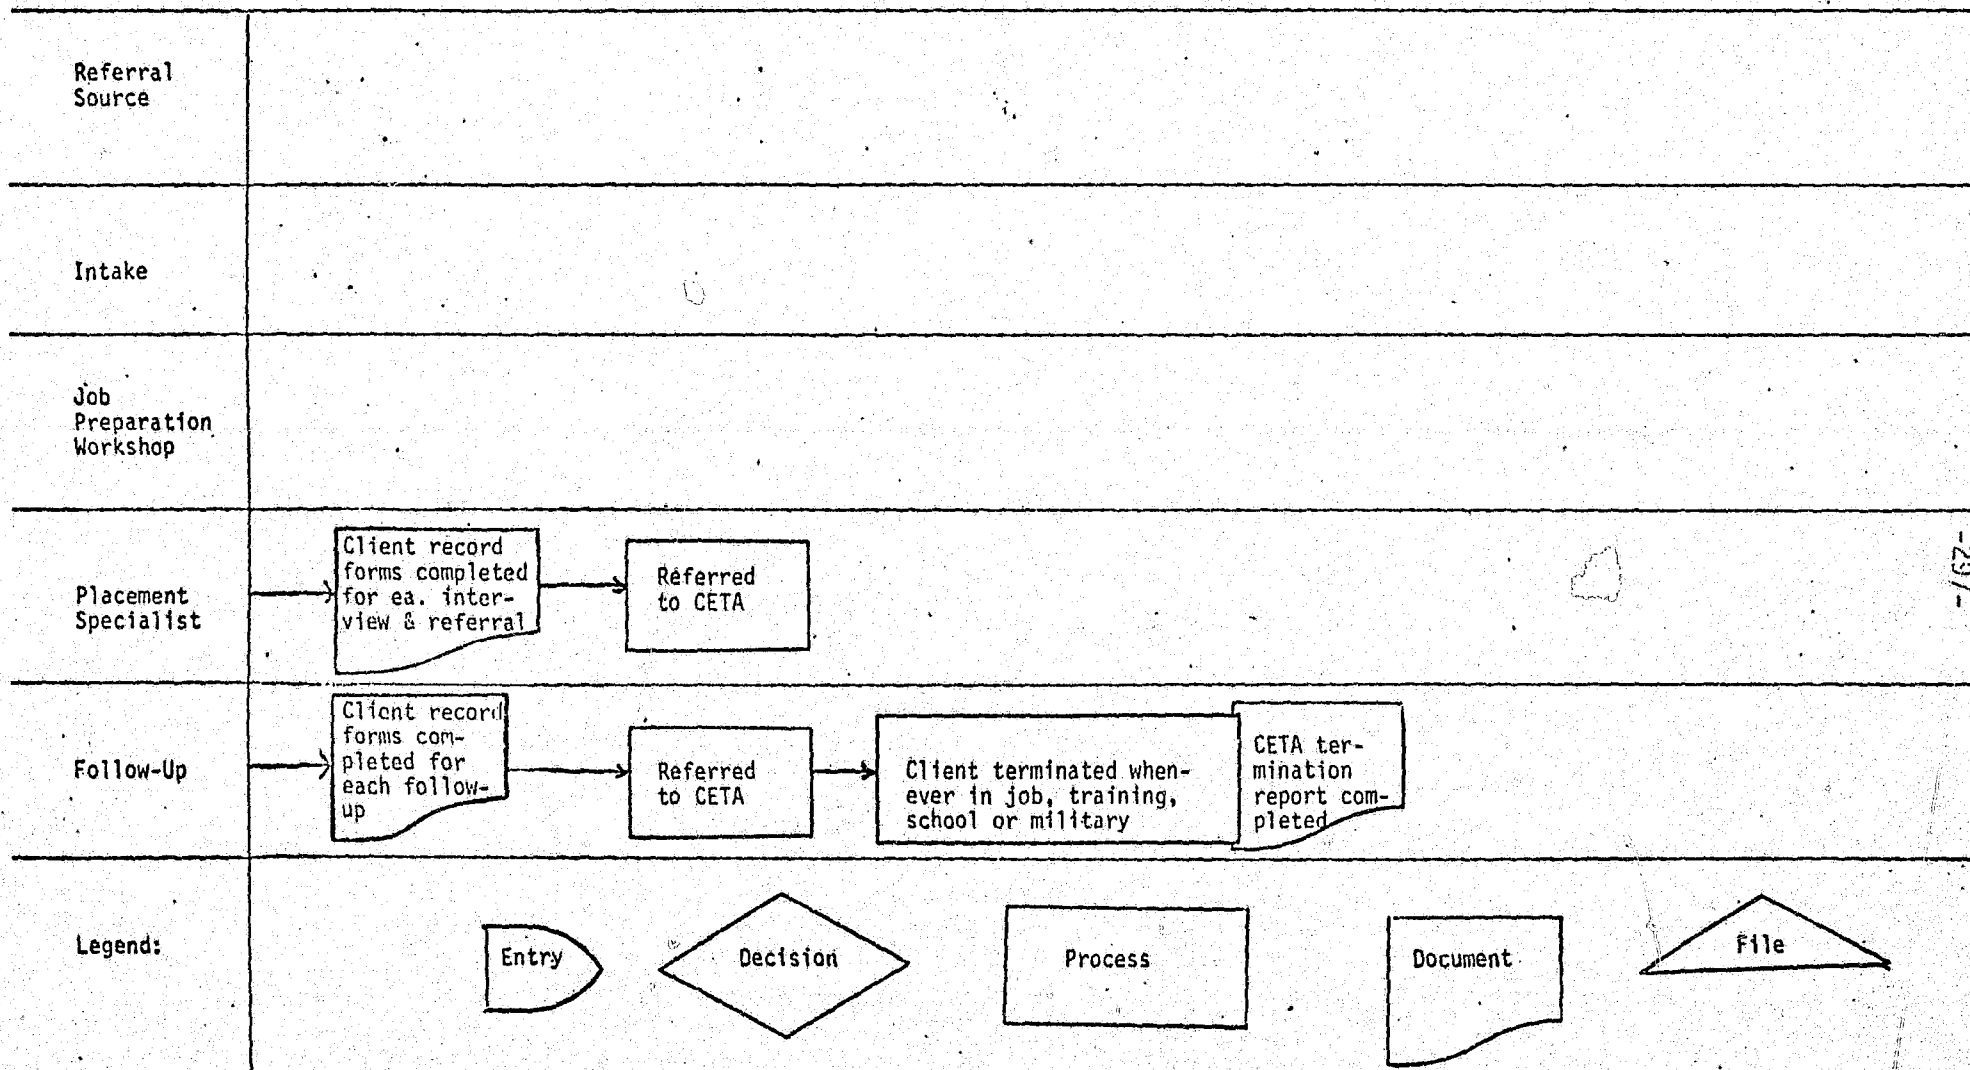 Referral
Source
Intake
Job
Preparation
Workshop
Placement
Specialist
Client record
forms completed
for ea. inter-
view & referral
Referred
to CETA
Follow-Up
Client record
forms com-
pleted for
each follow-
up
Referred
to CETA
Client terminated when-
ever in job, training,
school or military
CETA ter-
mination
report com-
pleted
Legend:
Entry
Decision
Process
Document
File